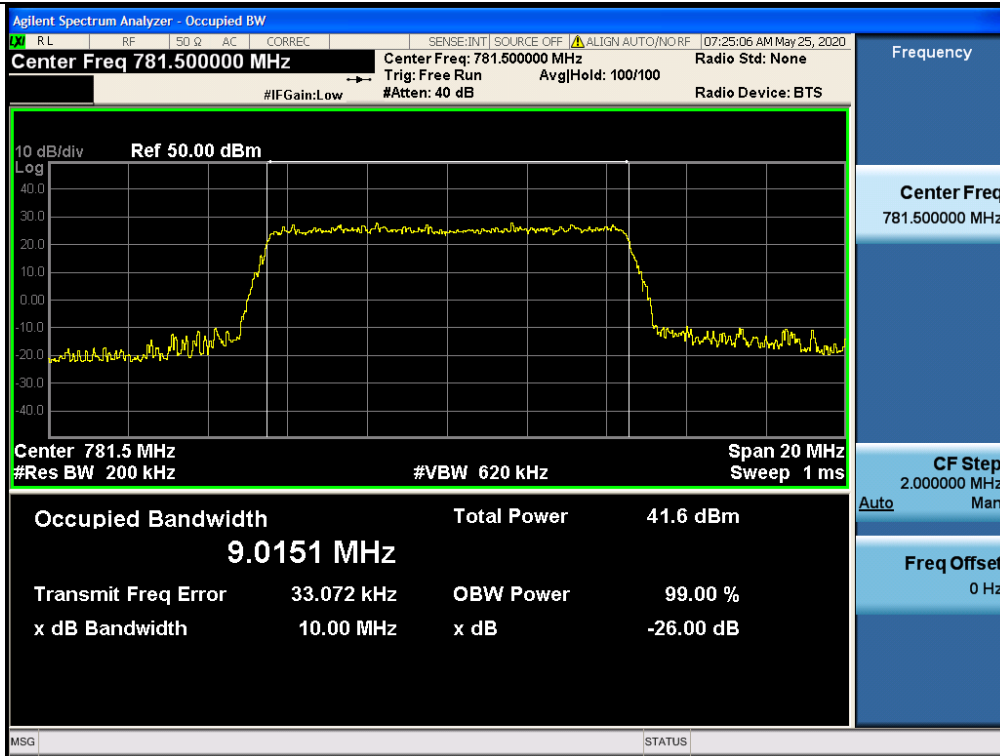 Agilent Spectrum Analyzer - Occupied BW
LXI RL RF 50 Ω AC CORREC SENSE:INT SOURCE OFF ALIGN AUTO/NO RF 07:25:06 AM May 25, 2020
Center Freq 781.500000 MHz
Center Freq: 781.500000 MHz
Radio Std: None
Trig: Free Run Avg|Hold: 100/100
#IFGain:Low #Atten: 40 dB Radio Device: BTS
10 dB/div Ref 50.00 dBm
Log
40.0
30.0
20.0
10.0
0.00
-10.0
-20.0
-30.0
-40.0
Center 781.5 MHz Span 20 MHz
#Res BW 200 kHz #VBW 620 kHz Sweep 1 ms
Occupied Bandwidth Total Power 41.6 dBm
9.0151 MHz
Transmit Freq Error 33.072 kHz OBW Power 99.00 %
x dB Bandwidth 10.00 MHz x dB -26.00 dB
Frequency
Center Freq
781.500000 MHz
CF Step
2.000000 MHz
Auto Man
Freq Offset
0 Hz
MSG STATUS